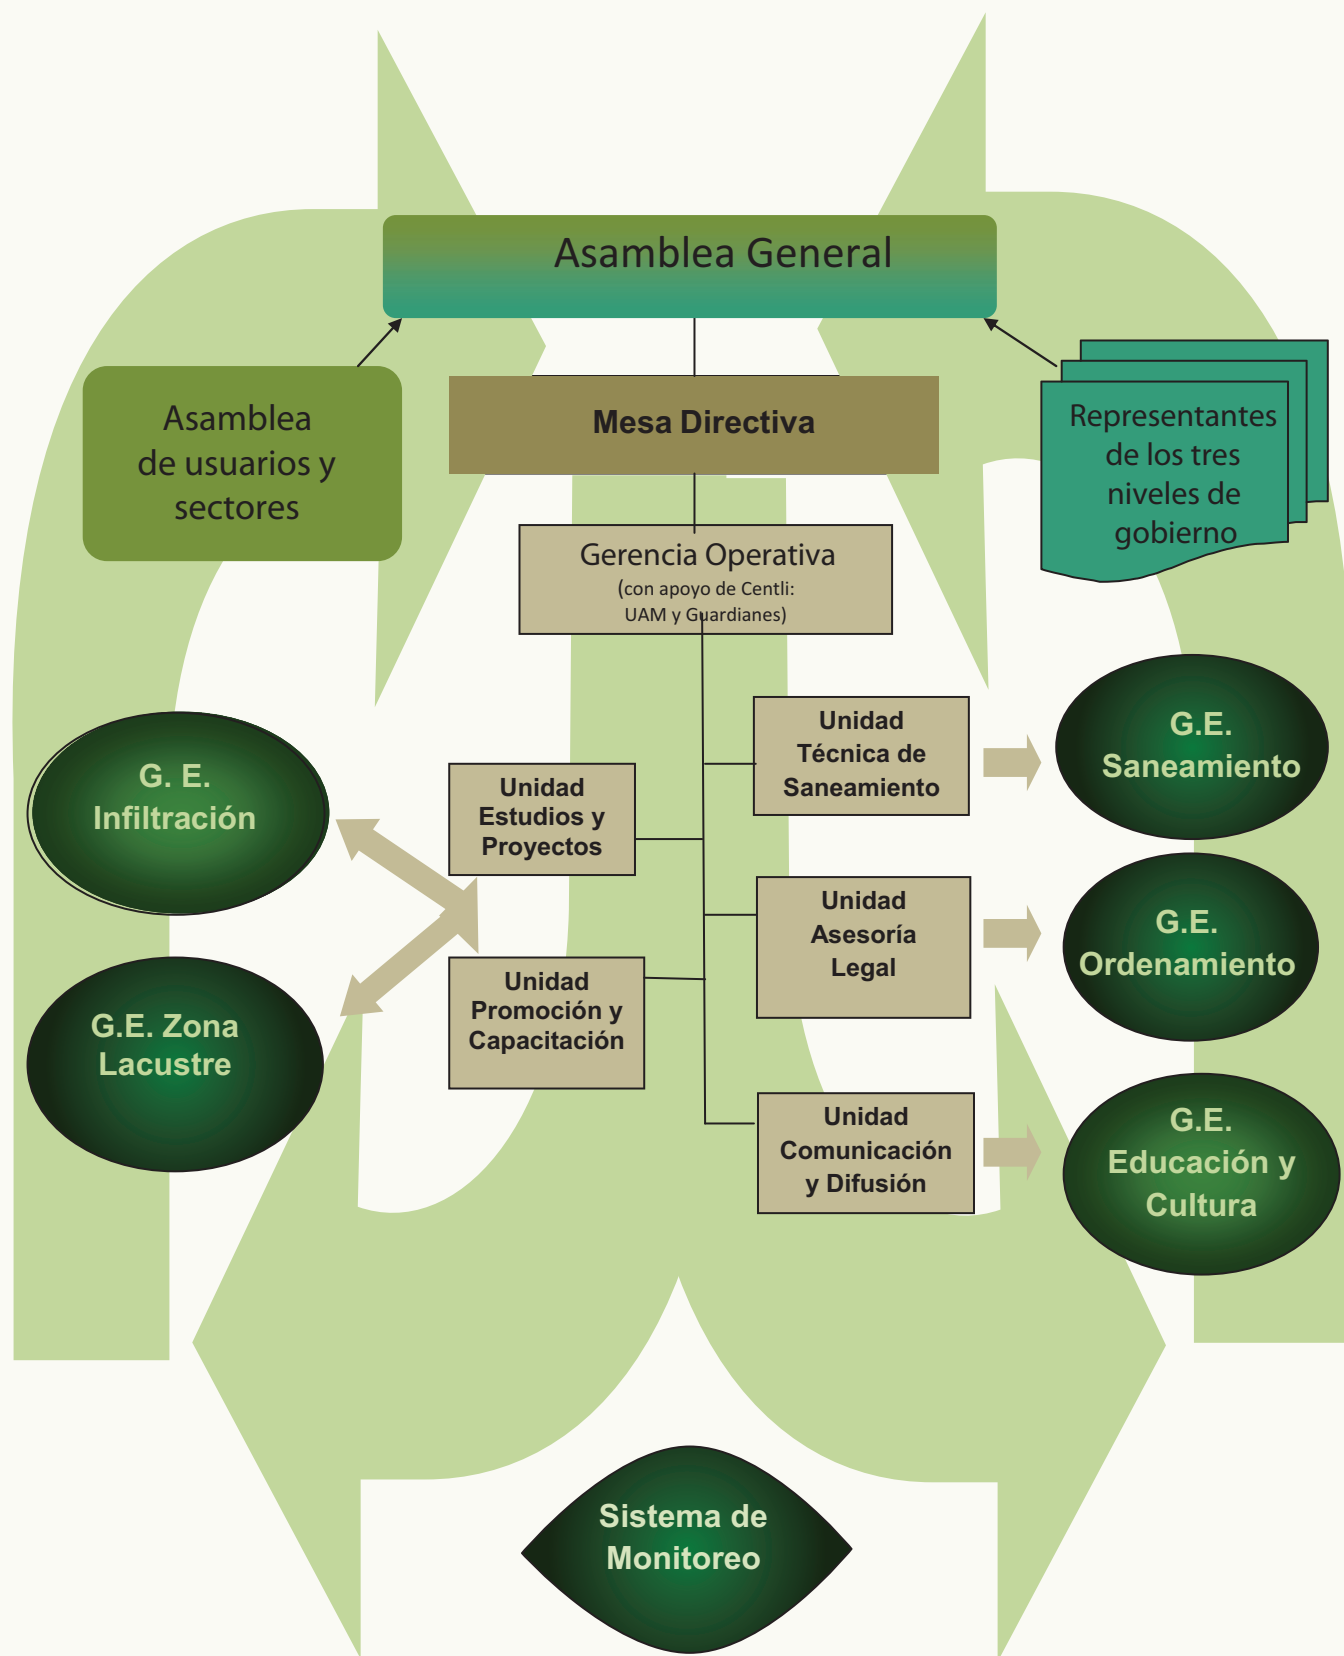 Asamblea General
Asamblea
de usuarios y
sectores
Mesa Directiva
Representantes
de los tres
niveles de
gobierno
Gerencia Operativa
(con apoyo de Centli:
UAM y Guardianes)
G. E.
Infiltración
G.E. Zona
Lacustre
Unidad
Estudios y
Proyectos
Unidad
Promoción y
Capacitación
Unidad
Técnica de
Saneamiento
Unidad
Asesoría
Legal
Unidad
Comunicación
y Difusión
G.E.
Saneamiento
G.E.
Ordenamiento
G.E.
Educación y
Cultura
Sistema de
Monitoreo